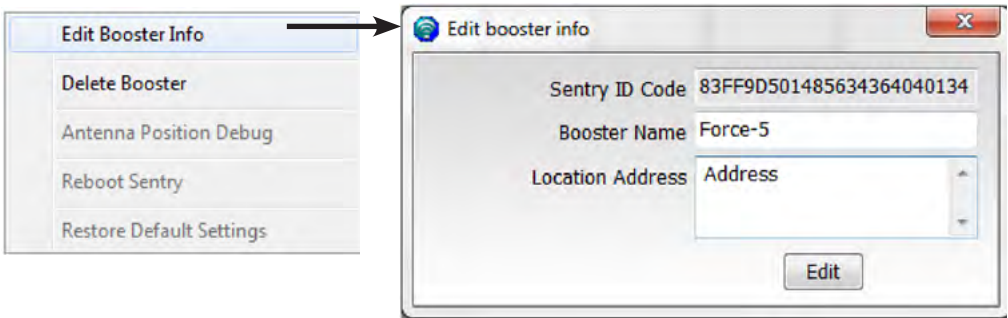 Edit Booster Info
Delete Booster
Antenna Position Debug
Reboot Sentry
Restore Default Settings
Edit booster info
Sentry ID Code 83FF9D501485634364040134
Booster Name Force-5
Location Address Address
Edit